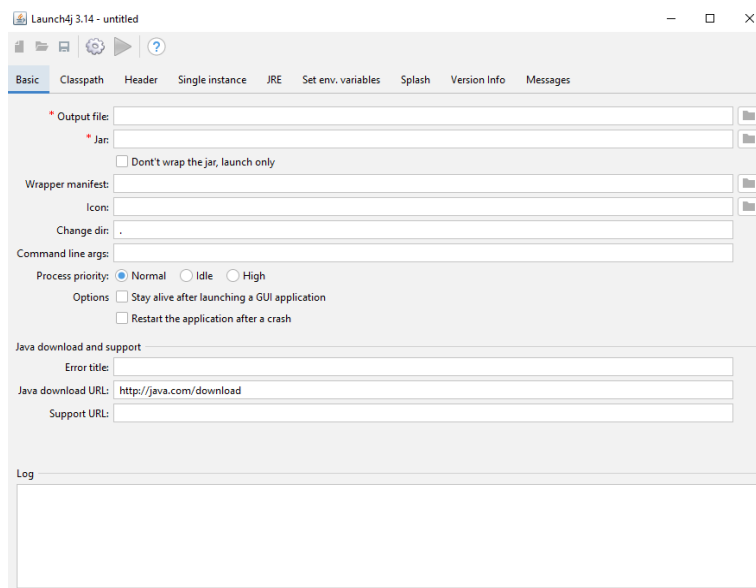 Launch4j 3.14 - untitled
?
Basic Classpath Header Single instance JRE Set env. variables Splash Version Info Messages
* Output file:
* Jar:
Dont't wrap the jar, launch only
Wrapper manifest:
Icon:
Change dir: .
Command line args:
Process priority: Normal Idle High
Options Stay alive after launching a GUI application
Restart the application after a crash
Java download and support
Error title:
Java download URL: http://java.com/download
Support URL:
Log